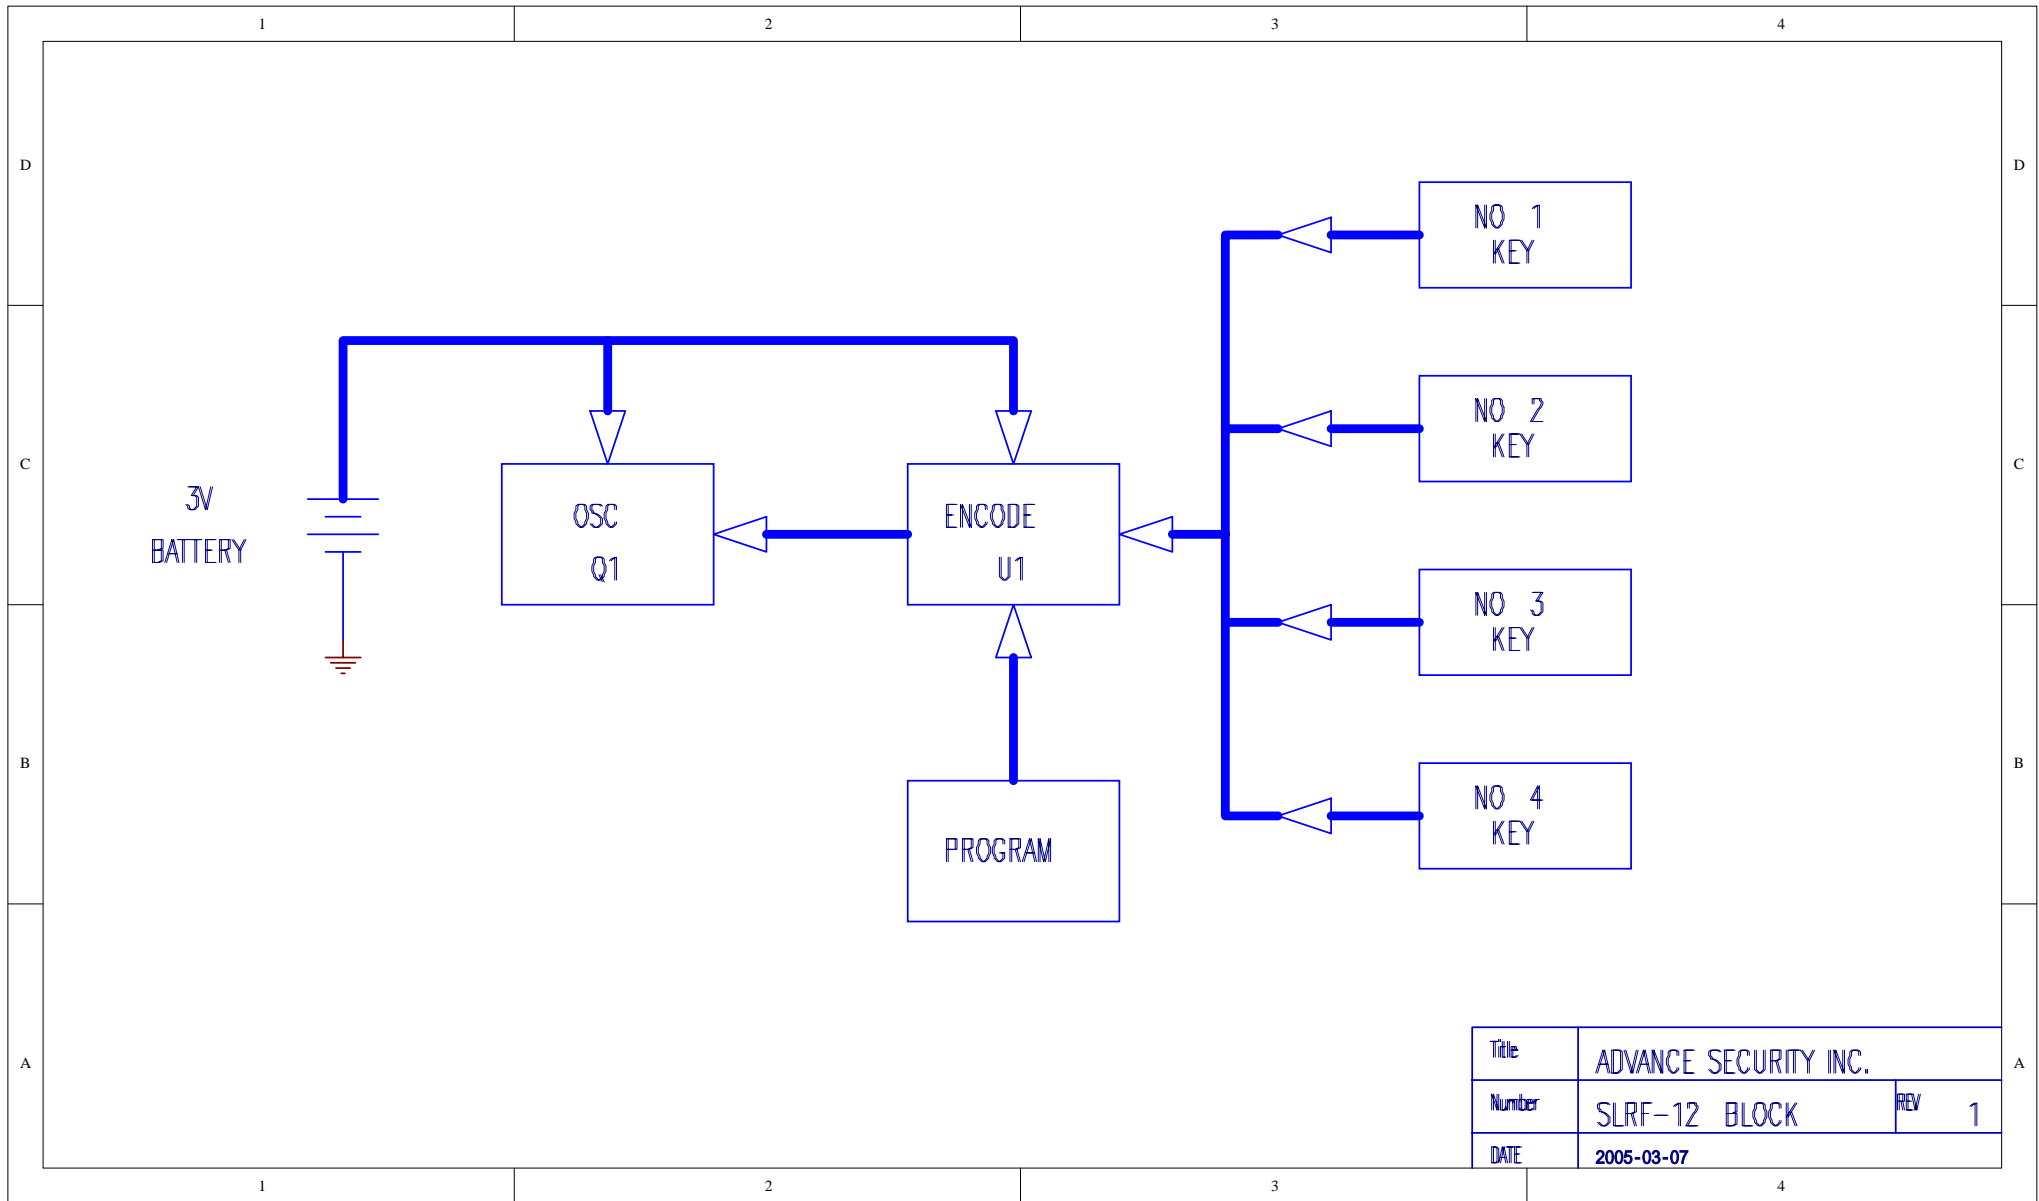 1 2 3 4
D D
NO 1
KEY
NO 2
KEY
C C
3V
BATTERY
OSC
Q1
ENCODE
U1
NO 3
KEY
B B
NO 4
KEY
PROGRAM
A A
Title ADVANCE SECURITY INC.
Number SLRF-12 BLOCK REV 1
DATE 2005-03-07
1 2 3 4